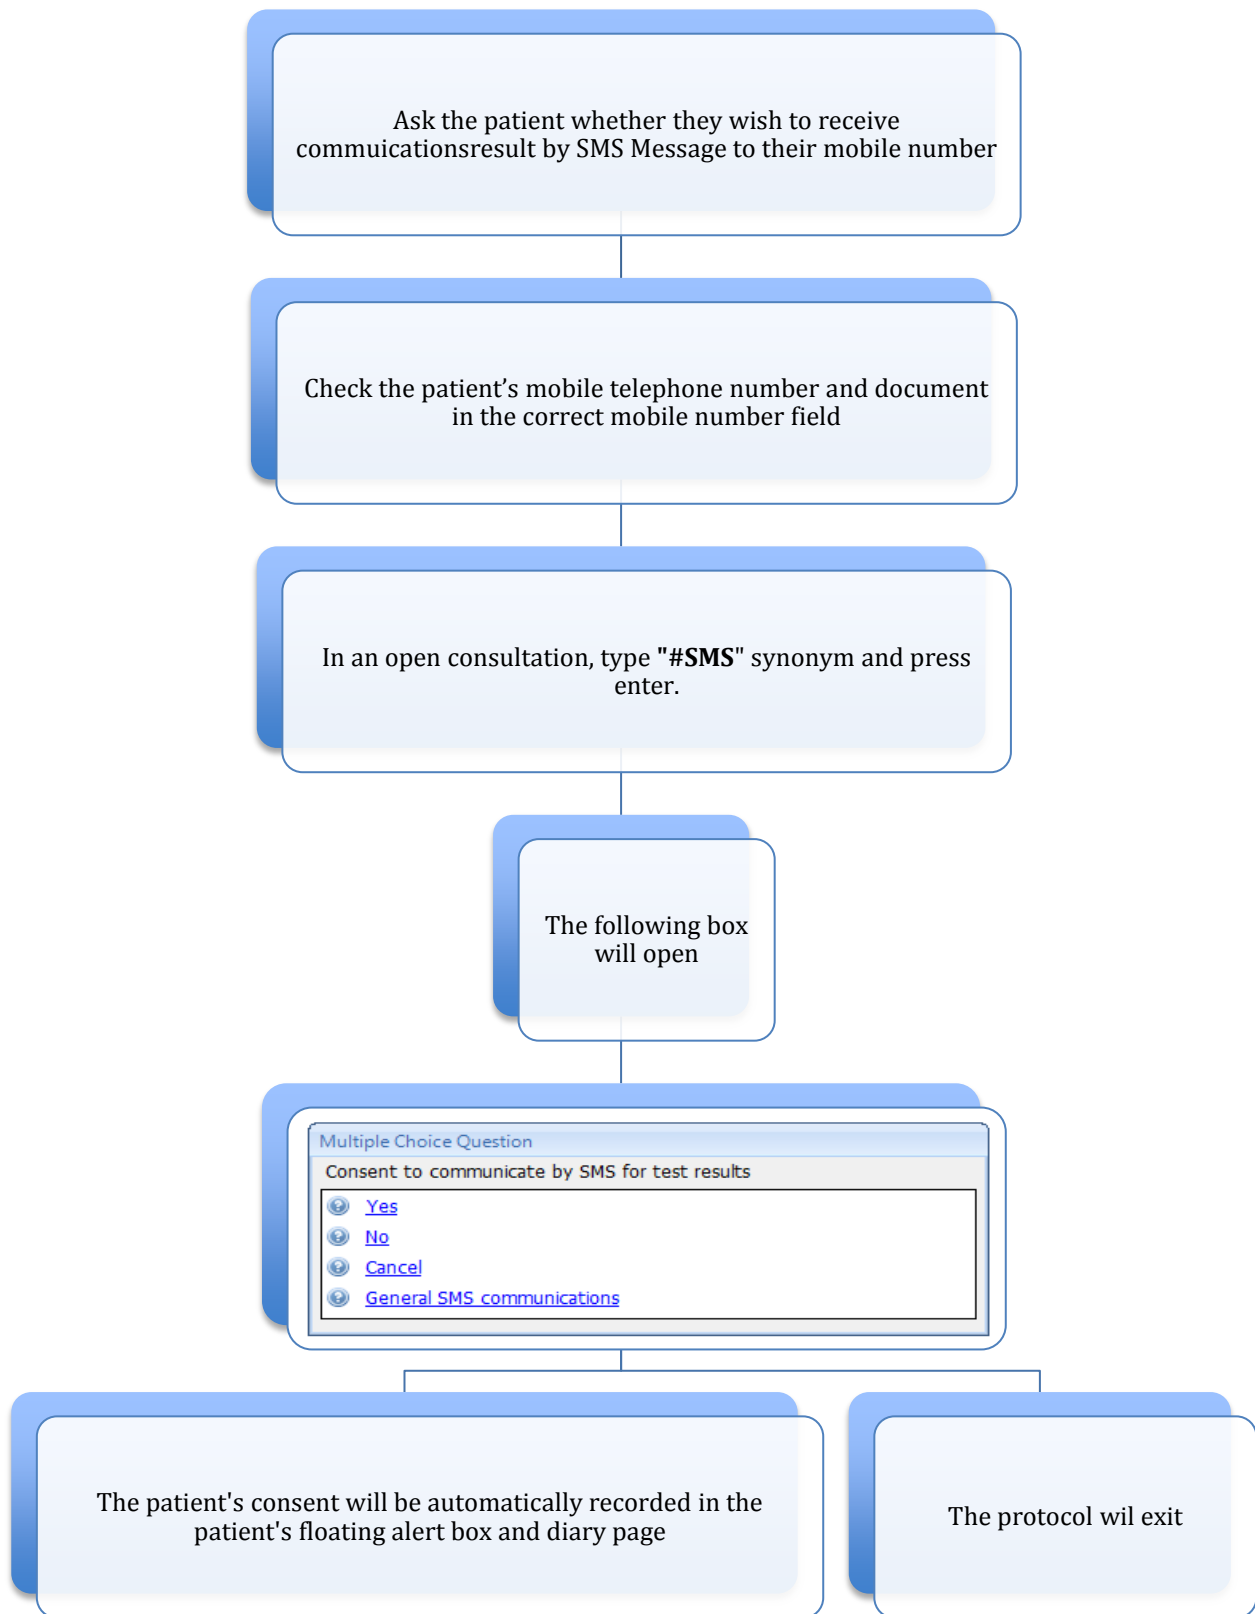 Ask the patient whether they wish to receive
commuicationsresult by SMS Message to their mobile number
Check the patient’s mobile telephone number and document
in the correct mobile number field
In an open consultation, type "#SMS" synonym and press
enter.
The following box
will open
Multiple Choice Question
Consent to communicate by SMS for test results
Yes
No
Cancel
General SMS communications
The patient's consent will be automatically recorded in the
patient's floating alert box and diary page
The protocol wil exit